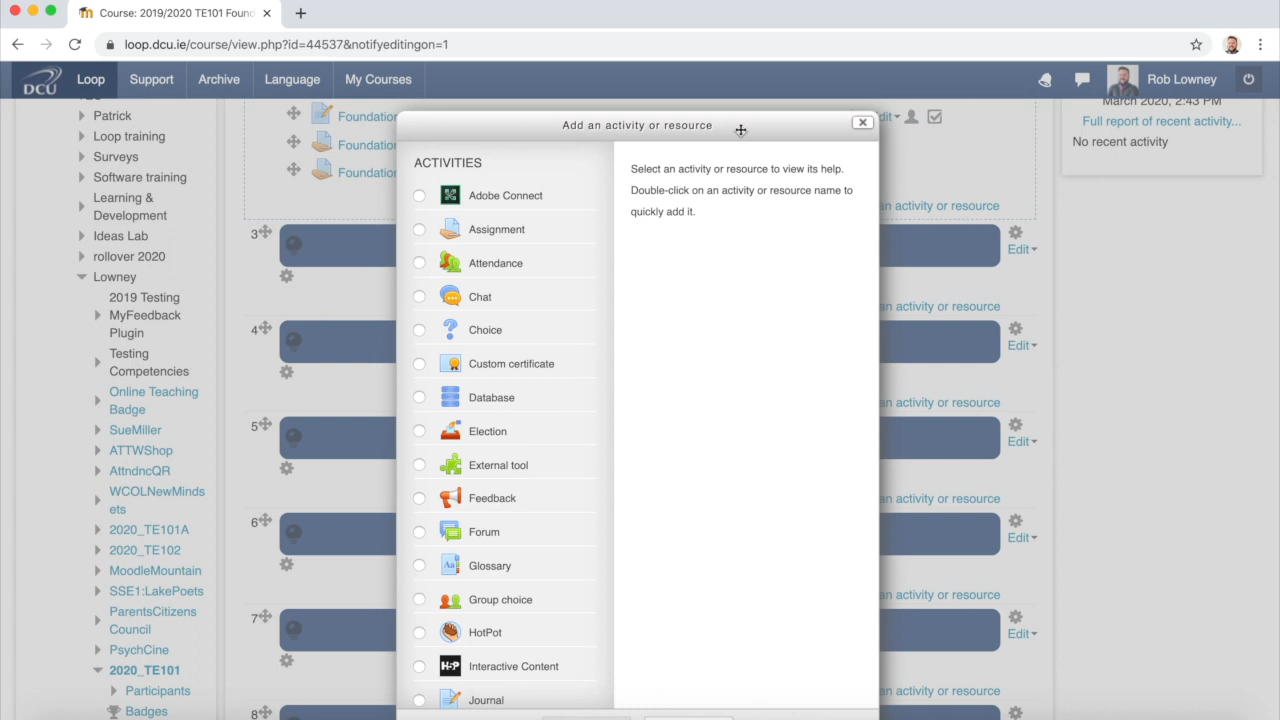 Course: 2019/2020 TE101 Found
loop.dcu.ie/course/view.php?id=44537&notifyeditingon=1
DCU
Loop
Support
Archive
Language
My Courses
Rob Lowney
Patrick
Loop training
Surveys
Software training
Learning &
Development
Ideas Lab
rollover 2020
Lowney
2019 Testing
MyFeedback
Plugin
Testing
Competencies
Online Teaching
Badge
SueMiller
ATTWShop
AttndncQR
WCOLNewMinds
ets
2020_TE101A
2020_TE102
MoodleMountain
SSE1:LakePoets
ParentsCitizens
Council
PsychCine
2020_TE101
Participants
Badges
Foundation
Foundation
Foundation
3
4
5
6
7
8
Add an activity or resource
ACTIVITIES
Adobe Connect
Assignment
Attendance
Chat
Choice
Custom certificate
Database
Election
External tool
Feedback
Forum
Glossary
Group choice
HotPot
H5P Interactive Content
Journal
Select an activity or resource to view its help.
Double-click on an activity or resource name to
quickly add it.
dit
an activity or resource
Edit
an activity or resource
Edit
an activity or resource
Edit
an activity or resource
Edit
an activity or resource
Edit
an activity or resource
March 2020, 2:43 PM
Full report of recent activity...
No recent activity